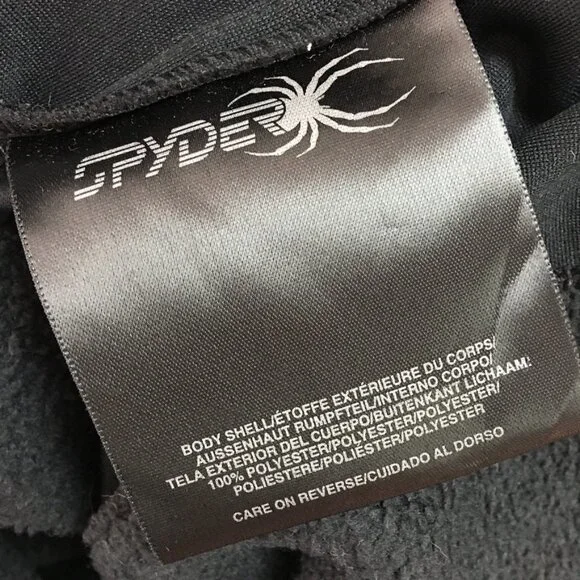 SPYDER
BODY SHELL/ÉTOFFE EXTÉRIEURE DU CORPS/
AUSSENHAUT RUMPFTEIL/INTERNO CORPO/
TELA EXTERIOR DEL CUERPO/BUITENKANT LICHAAM:
100% POLYESTER/POLYESTER/POLYESTER/
POLIESTERE/POLIÉSTER/POLYESTER
CARE ON REVERSE/CUIDADO AL DORSO